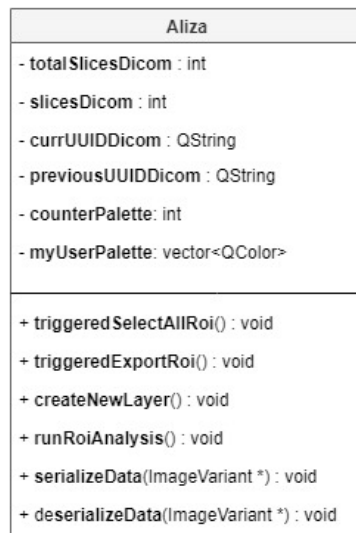 Aliza
- totalSlicesDicom : int
- slicesDicom : int
- currUUIDDicom : QString
- previousUUIDDicom : QString
- counterPalette: int
- myUserPalette: vector<QColor>
+ triggeredSelectAllRoi() : void
+ triggeredExportRoi() : void
+ createNewLayer() : void
+ runRoiAnalysis() : void
+ serializeData(ImageVariant *) : void
+ deserializeData(ImageVariant *) : void